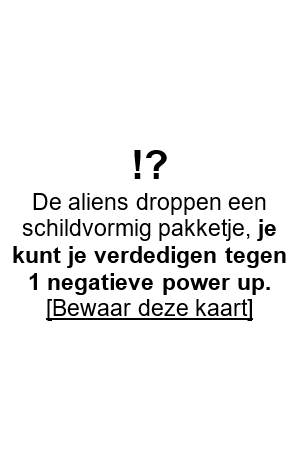 !?
De aliens droppen een
schildvormig pakketje, je
kunt je verdedigen tegen
1 negatieve power up.
[Bewaar deze kaart]